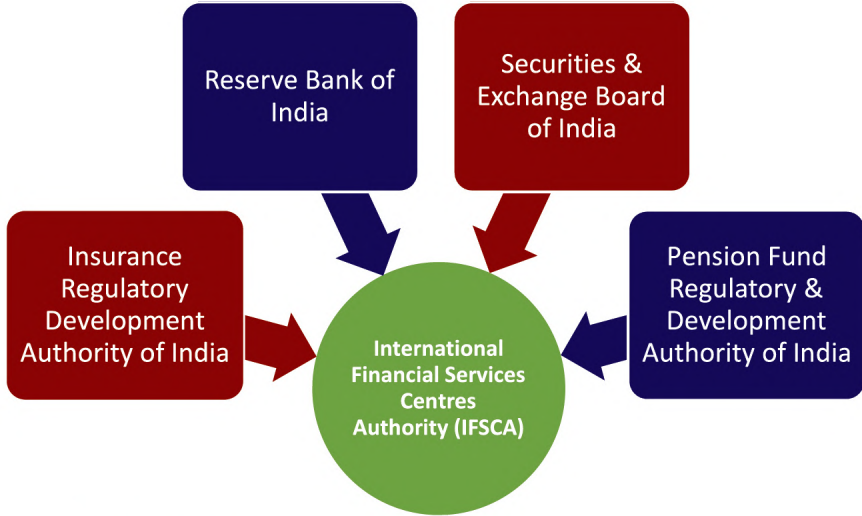 Reserve Bank of
India
Securities &
Exchange Board
of India
Insurance
Regulatory
Development
Authority of India
Pension Fund
Regulatory &
Development
Authority of India
International
Financial Services
Centres
Authority (IFSCA)